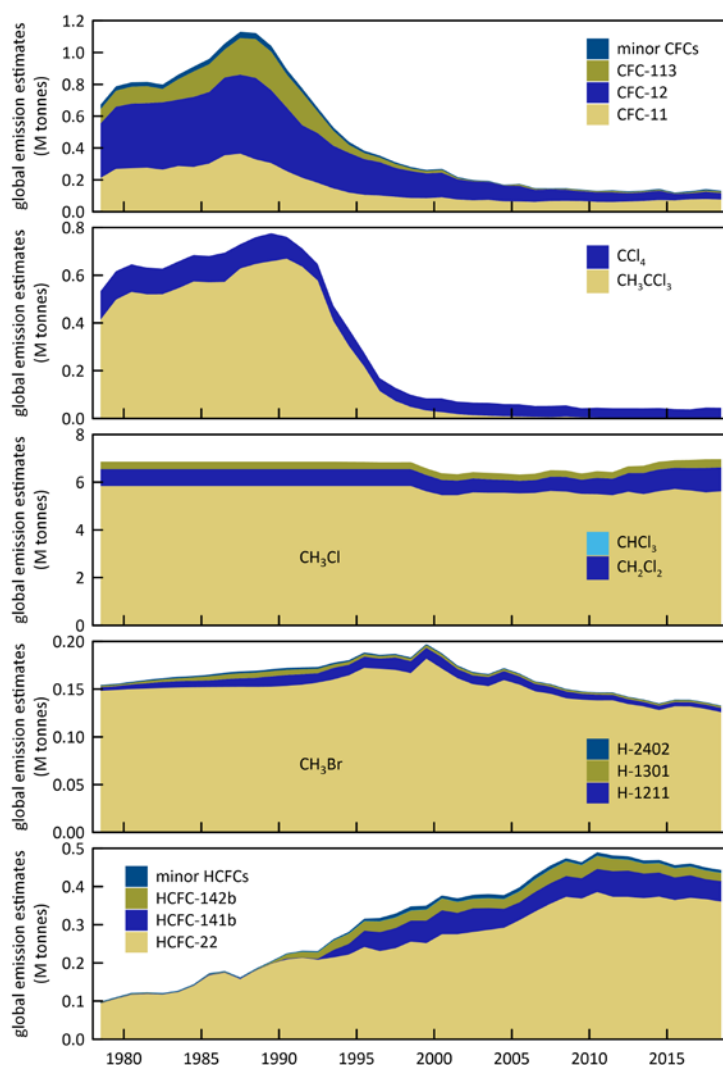 global emission estimates
(M tonnes)
1.2
1.0
0.8
0.6
0.4
0.2
0.0
minor CFCs
CFC-113
CFC-12
CFC-11
global emission estimates
(M tonnes)
0.8
0.6
0.4
0.2
0.0
CCl₄
CH₃CCl₃
global emission estimates
(M tonnes)
8
6
4
2
0
CH₃Cl
CHCl₃
CH₂Cl₂
global emission estimates
(M tonnes)
0.20
0.15
0.10
0.05
0.00
CH₃Br
H-2402
H-1301
H-1211
global emission estimates
(M tonnes)
0.5
0.4
0.3
0.2
0.1
0.0
minor HCFCs
HCFC-142b
HCFC-141b
HCFC-22
1980 1985 1990 1995 2000 2005 2010 2015